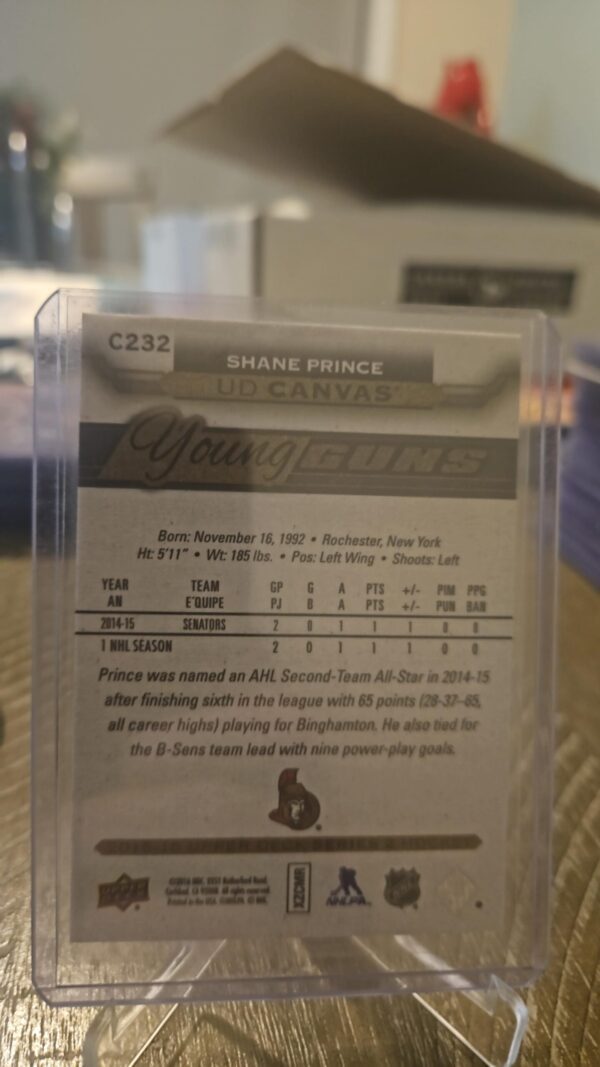 C232
SHANE PRINCE
UD CANVAS
Young GUNS
Born: November 16, 1992 • Rochester, New York
Ht: 5'11" • Wt: 185 lbs. • Pos: Left Wing • Shoots: Left
YEAR TEAM GP G A PTS +/- PIM PPG
AN E'QUIPE PJ B A PTS +/- PUN BAN
2014-15 SENATORS 2 0 1 1 1 0 0
1 NHL SEASON 2 0 1 1 1 0 0
Prince was named an AHL Second-Team All-Star in 2014-15
after finishing sixth in the league with 65 points (28-37–65,
all career highs) playing for Binghamton. He also tied for
the B-Sens team lead with nine power-play goals.
UPPER DECK
XZCMR
NHLPA
NHL